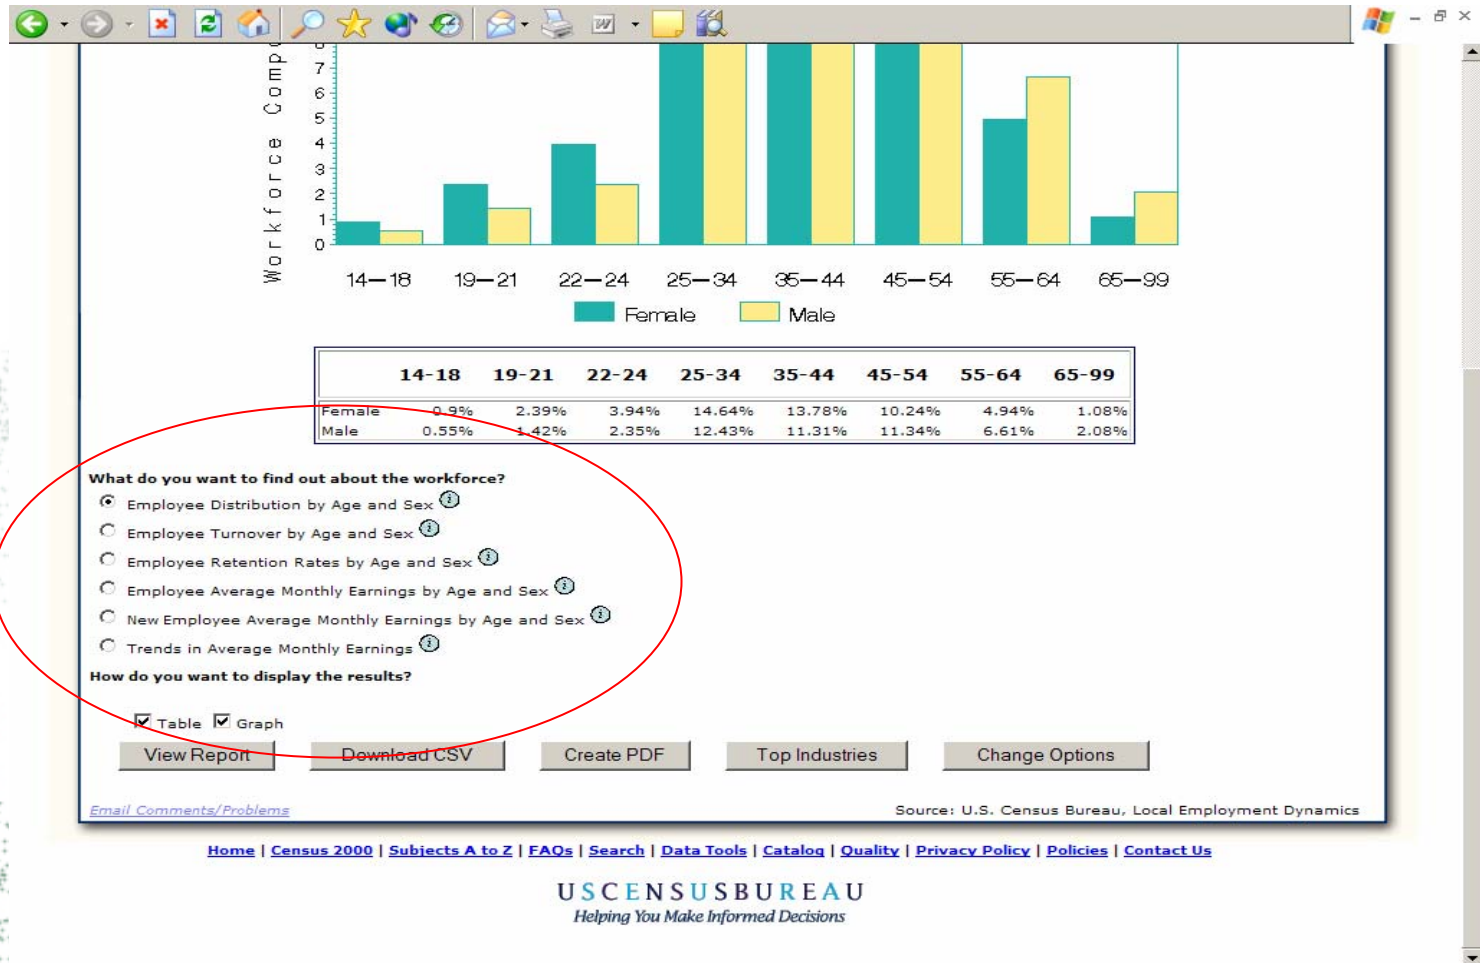 Workforce Comp
8
7
6
5
4
3
2
1
0
14—18 19—21 22—24 25—34 35—44 45—54 55—64 65—99
Female Male
14-18 19-21 22-24 25-34 35-44 45-54 55-64 65-99
Female 0.9% 2.39% 3.94% 14.64% 13.78% 10.24% 4.94% 1.08%
Male 0.55% 1.42% 2.35% 12.43% 11.31% 11.34% 6.61% 2.08%
What do you want to find out about the workforce?
Employee Distribution by Age and Sex
Employee Turnover by Age and Sex
Employee Retention Rates by Age and Sex
Employee Average Monthly Earnings by Age and Sex
New Employee Average Monthly Earnings by Age and Sex
Trends in Average Monthly Earnings
How do you want to display the results?
Table Graph
View Report Download CSV Create PDF Top Industries Change Options
Email Comments/Problems Source: U.S. Census Bureau, Local Employment Dynamics
Home | Census 2000 | Subjects A to Z | FAQs | Search | Data Tools | Catalog | Quality | Privacy Policy | Policies | Contact Us
USCENSUSBUREAU
Helping You Make Informed Decisions